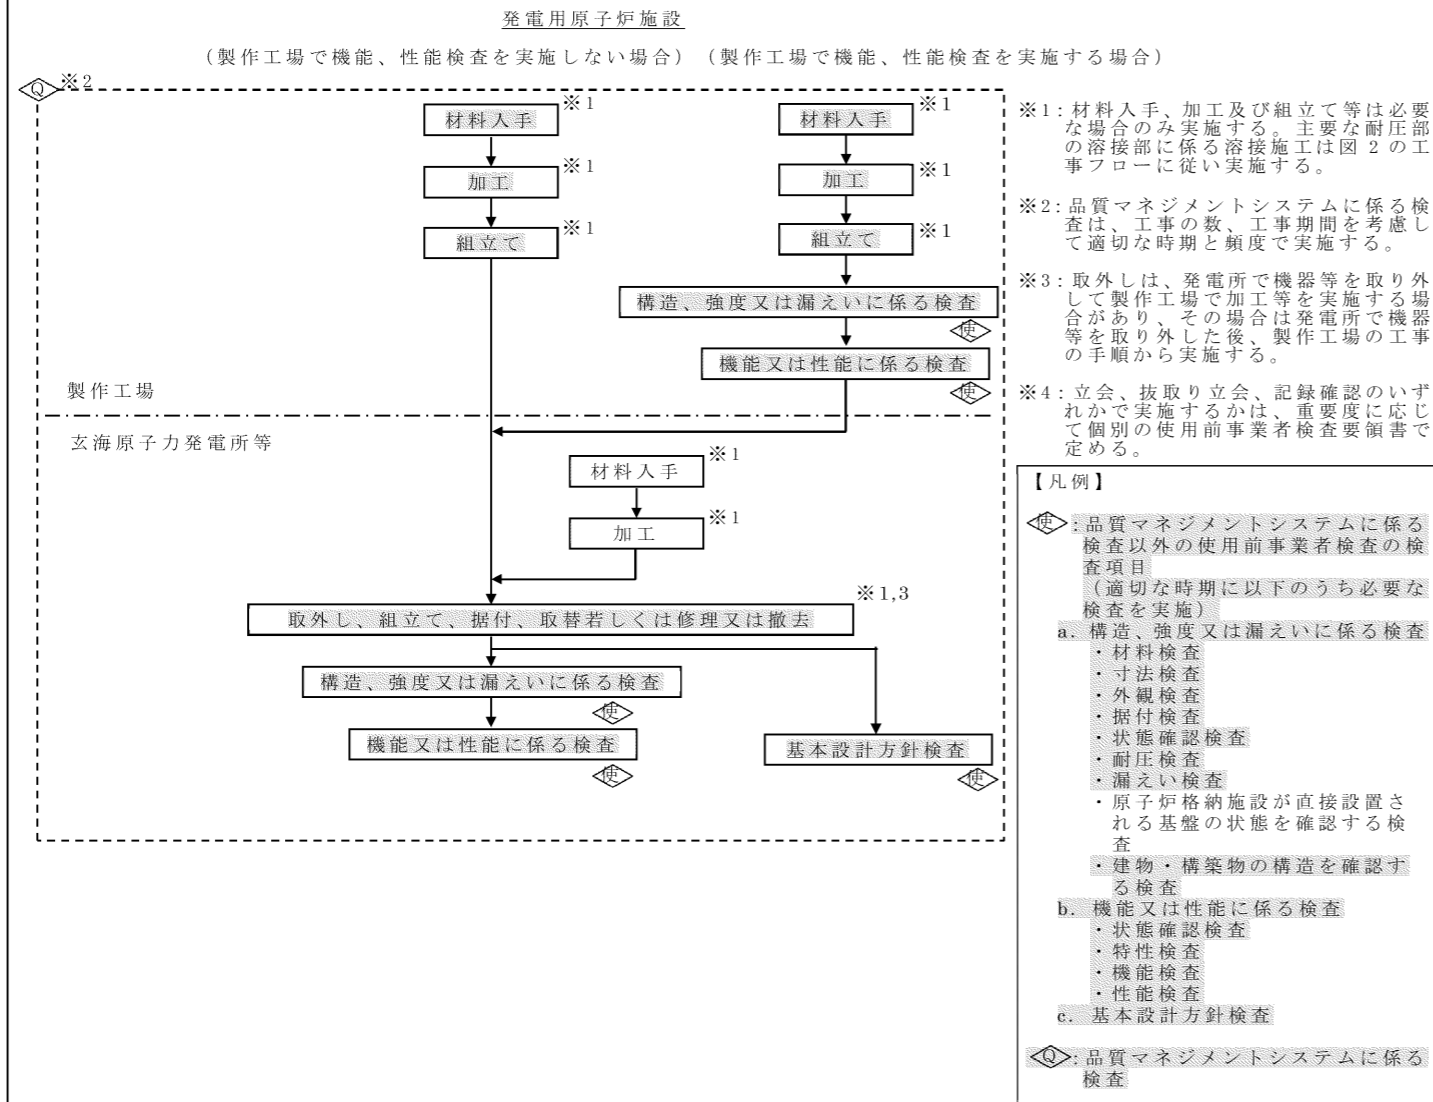 発電用原子炉施設
（製作工場で機能、性能検査を実施しない場合）（製作工場で機能、性能検査を実施する場合）
Q ※2
材料入手 ※1
加工 ※1
組立て ※1
材料入手 ※1
加工 ※1
組立て ※1
構造、強度又は漏えいに係る検査
使
機能又は性能に係る検査
使
製作工場
玄海原子力発電所等
材料入手 ※1
加工 ※1
取外し、組立て、据付、取替若しくは修理又は撤去 ※1,3
構造、強度又は漏えいに係る検査
使
機能又は性能に係る検査
使
基本設計方針検査
使
※1：材料入手、加工及び組立て等は必要
な場合のみ実施する。主要な耐圧部
の溶接部に係る溶接施工は図2の工
事フローに従い実施する。
※2：品質マネジメントシステムに係る検
査は、工事の数、工事期間を考慮し
て適切な時期と頻度で実施する。
※3：取外しは、発電所で機器等を取り外
して製作工場で加工等を実施する場
合があり、その場合は発電所で機器
等を取り外した後、製作工場の工事
の手順から実施する。
※4：立会、抜取り立会、記録確認のいず
れかで実施するかは、重要度に応じ
て個別の使用前事業者検査要領書で
定める。
【凡例】
使：品質マネジメントシステムに係る
検査以外の使用前事業者検査の検
査項目
（適切な時期に以下のうち必要な
検査を実施）
a. 構造、強度又は漏えいに係る検査
・材料検査
・寸法検査
・外観検査
・据付検査
・状態確認検査
・耐圧検査
・漏えい検査
・原子炉格納施設が直接設置さ
れる基盤の状態を確認する検
査
・建物・構築物の構造を確認す
る検査
b. 機能又は性能に係る検査
・状態確認検査
・特性検査
・機能検査
・性能検査
c. 基本設計方針検査
Q：品質マネジメントシステムに係る
検査